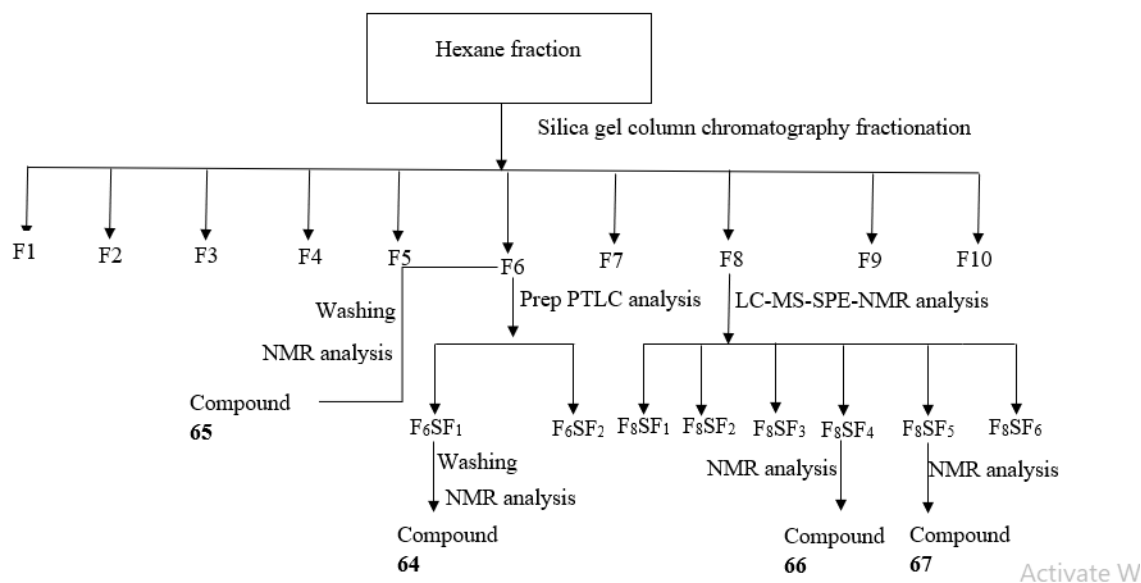 Hexane fraction
Silica gel column chromatography fractionation
F1
F2
F3
F4
F5
F6
F7
F8
F9
F10
Washing
NMR analysis
Prep PTLC analysis
LC-MS-SPE-NMR analysis
Compound
65
F₆SF₁
F₆SF₂
F₈SF₁
F₈SF₂
F₈SF₃
F₈SF₄
F₈SF₅
F₈SF₆
Washing
NMR analysis
NMR analysis
NMR analysis
Compound
64
Compound
66
Compound
67
Activate W